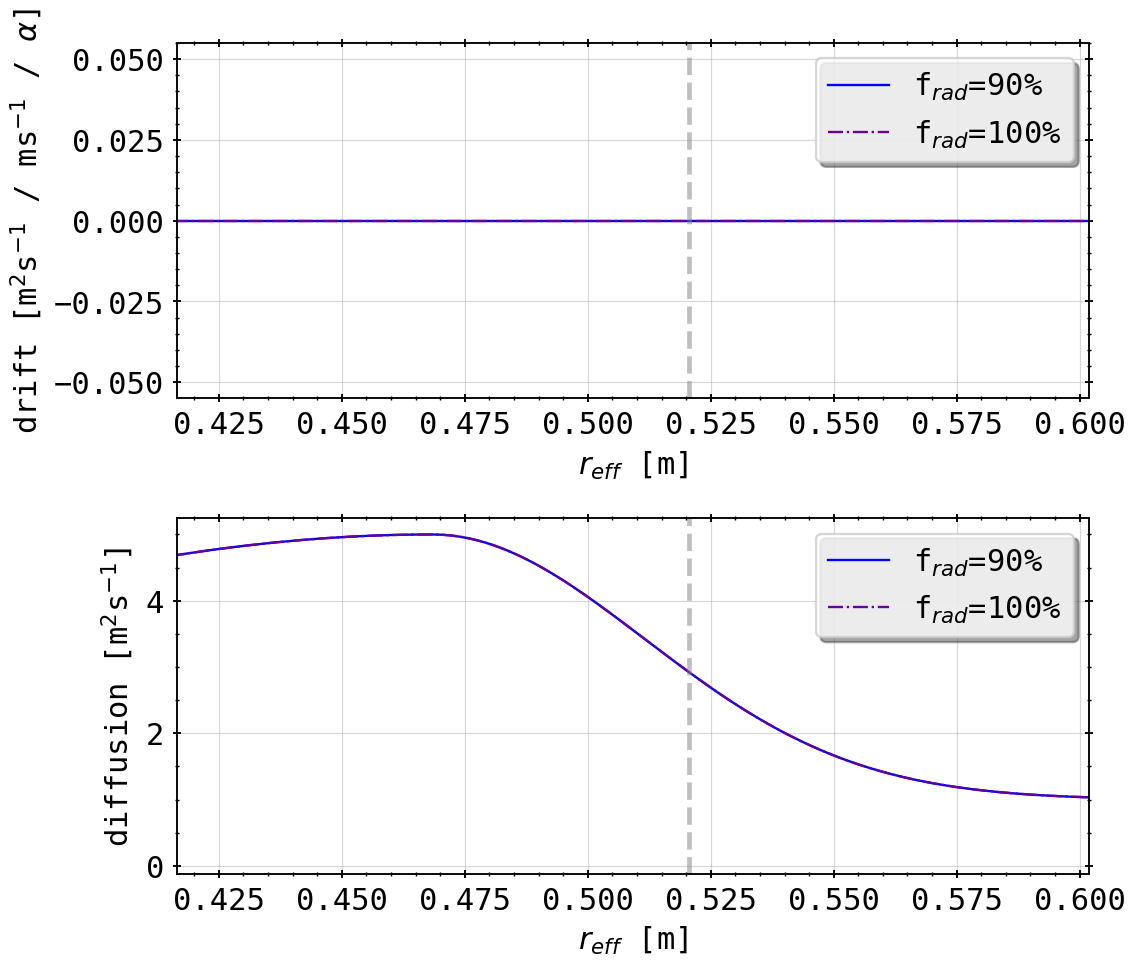 drift [m²s⁻¹ / ms⁻¹ / α]
0.050
0.025
0.000
−0.025
−0.050
f_rad=90%
f_rad=100%
0.425 0.450 0.475 0.500 0.525 0.550 0.575 0.600
r_eff [m]
diffusion [m²s⁻¹]
4
2
0
f_rad=90%
f_rad=100%
0.425 0.450 0.475 0.500 0.525 0.550 0.575 0.600
r_eff [m]